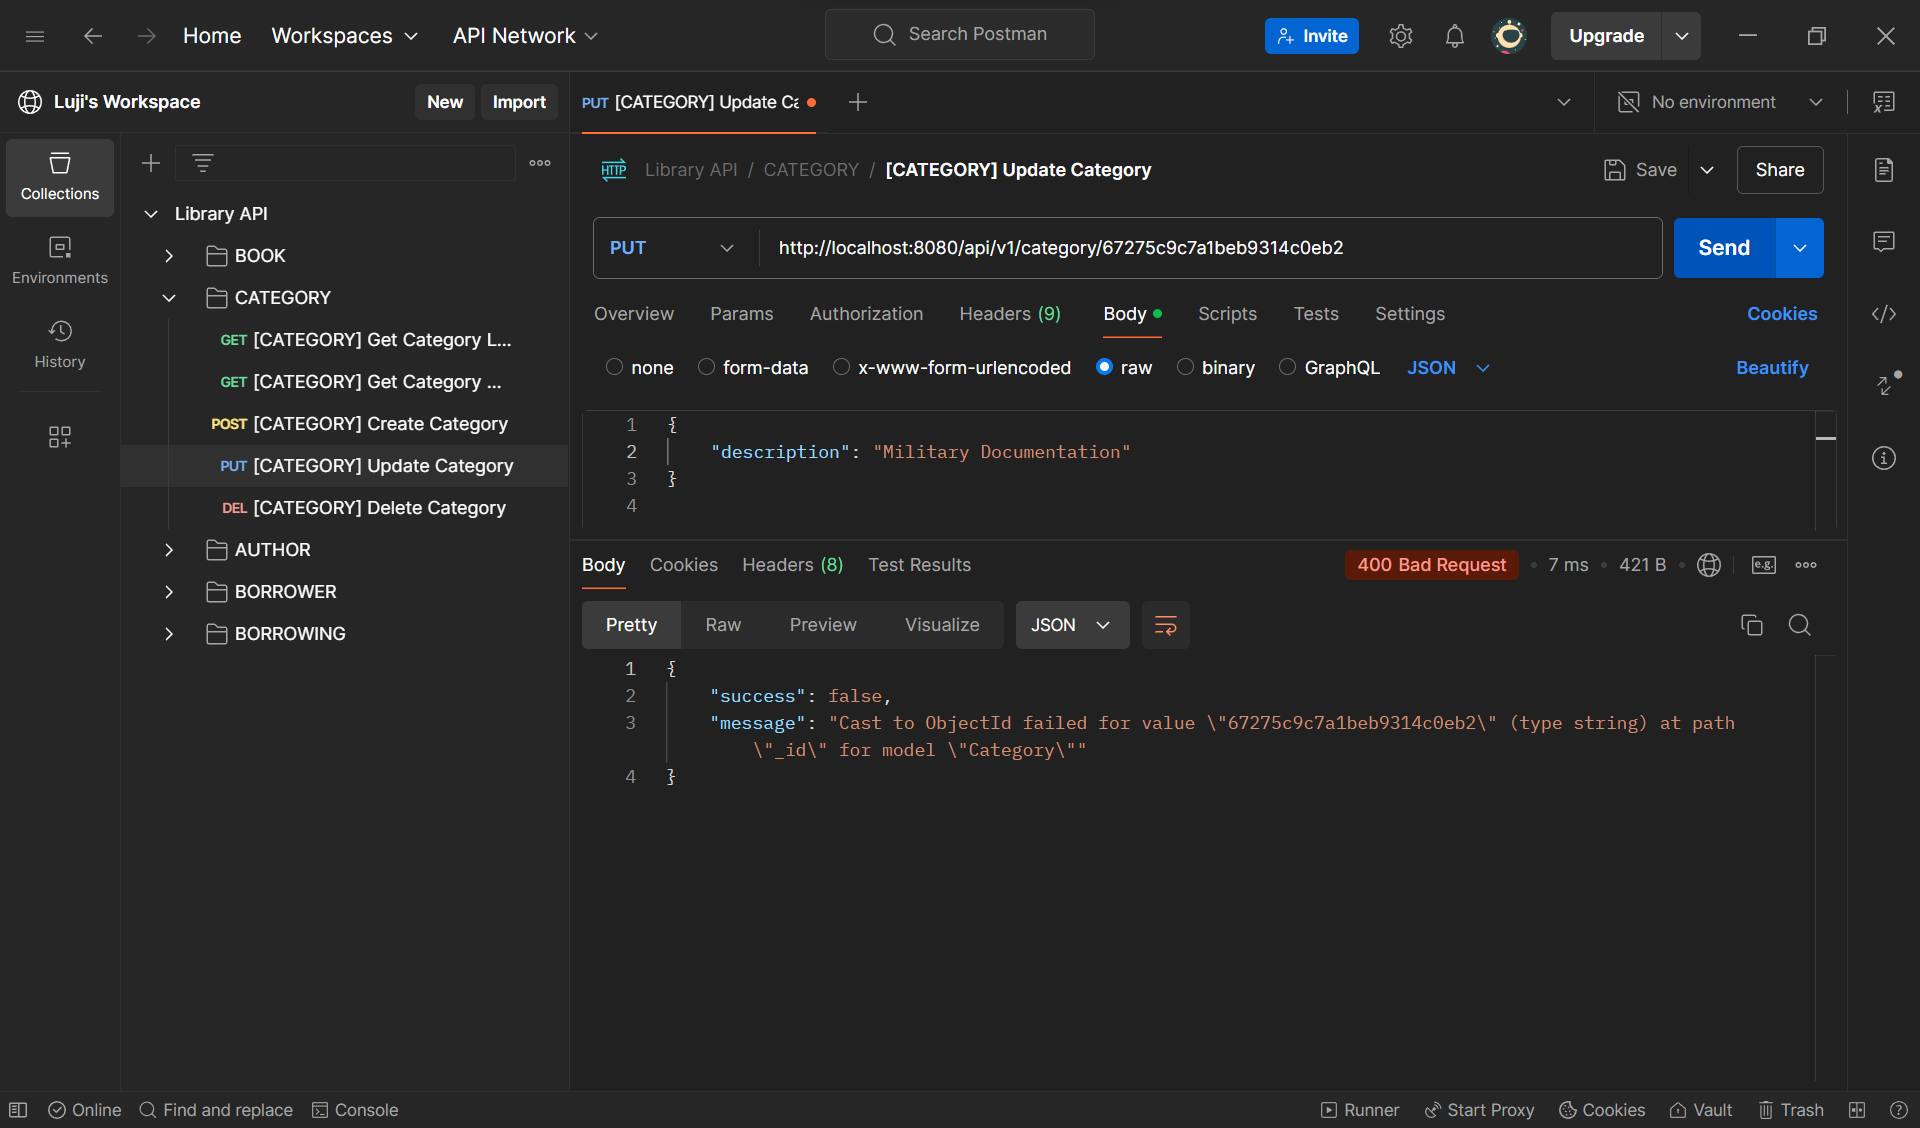 Home Workspaces API Network Search Postman Invite Upgrade
Luji's Workspace New Import
PUT [CATEGORY] Update Ca
No environment
Collections
Environments
History
Library API
BOOK
CATEGORY
GET [CATEGORY] Get Category L...
GET [CATEGORY] Get Category ...
POST [CATEGORY] Create Category
PUT [CATEGORY] Update Category
DEL [CATEGORY] Delete Category
AUTHOR
BORROWER
BORROWING
HTTP Library API / CATEGORY / [CATEGORY] Update Category Save Share
PUT http://localhost:8080/api/v1/category/67275c9c7a1beb9314c0eb2 Send
Overview Params Authorization Headers (9) Body Scripts Tests Settings Cookies
none form-data x-www-form-urlencoded raw binary GraphQL JSON Beautify
1 {
2 "description": "Military Documentation"
3 }
4
Body Cookies Headers (8) Test Results 400 Bad Request • 7 ms • 421 B • e.g.
Pretty Raw Preview Visualize JSON
1 {
2 "success": false,
3 "message": "Cast to ObjectId failed for value \"67275c9c7a1beb9314c0eb2\" (type string) at path
\"_id\" for model \"Category\""
4 }
Online Find and replace Console Runner Start Proxy Cookies Vault Trash